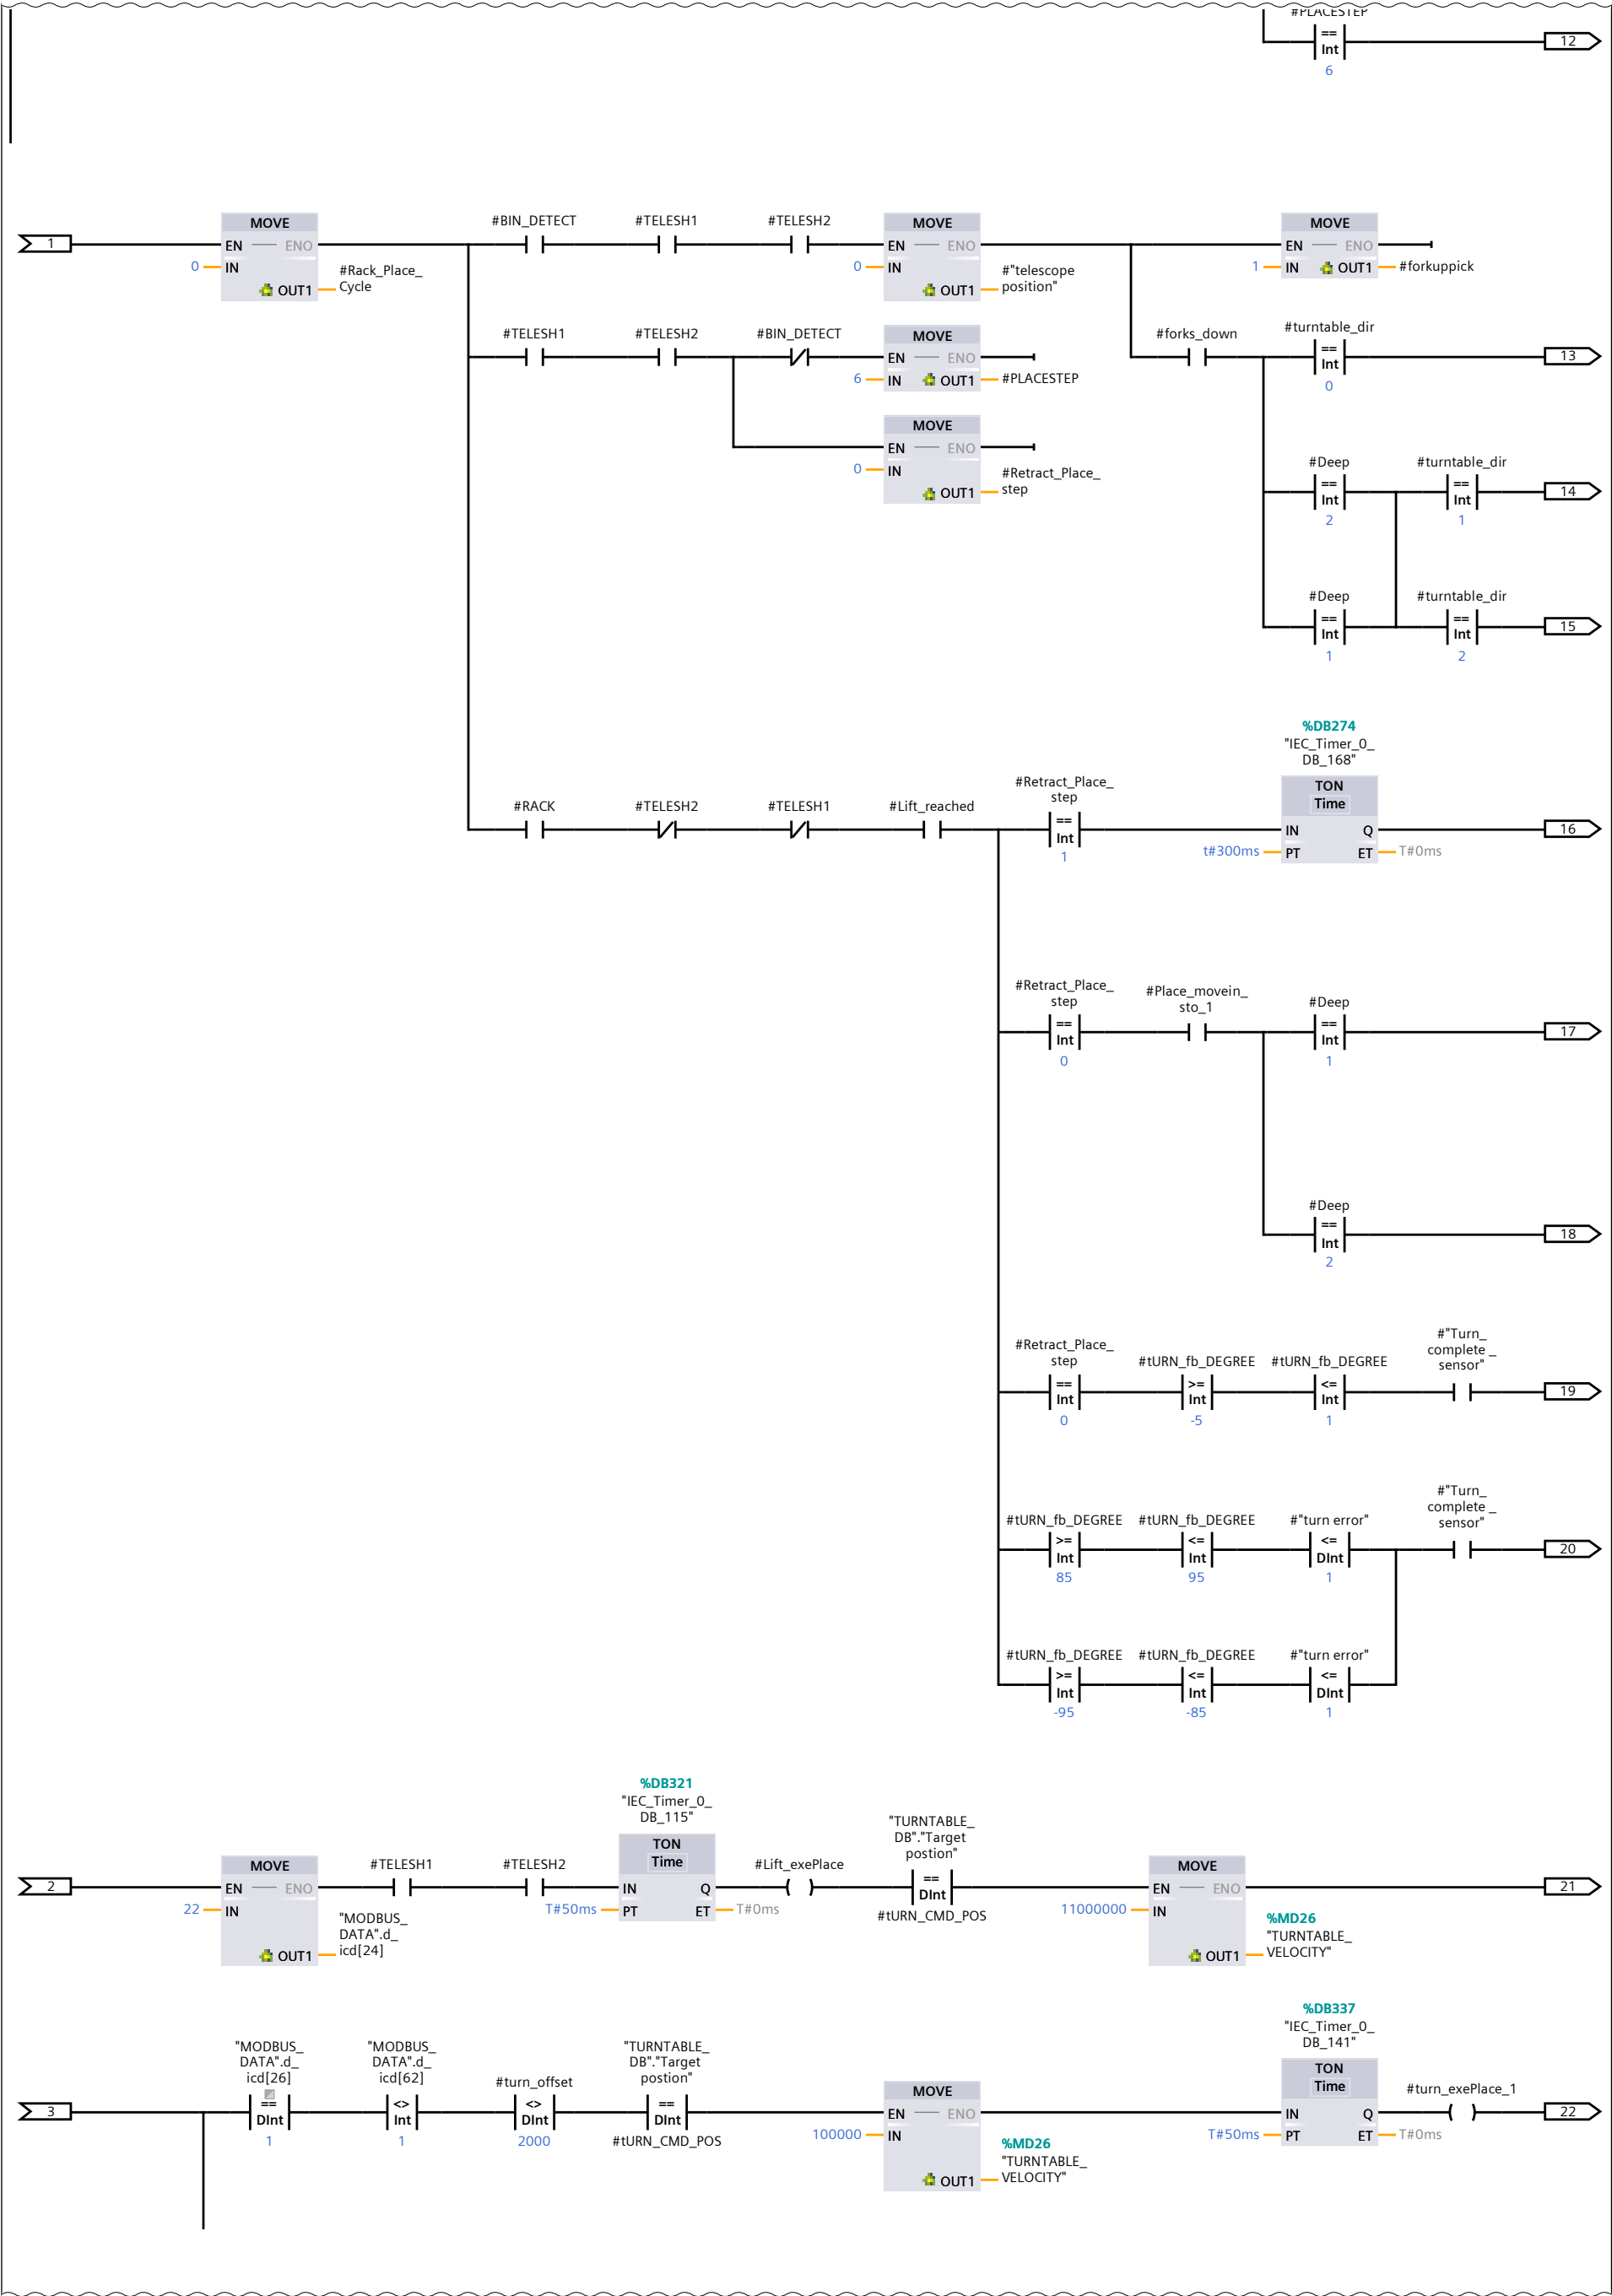 #PLACESTEP
==
Int
6
12
1
MOVE
EN
ENO
0
IN
OUT1
#Rack_Place_
Cycle
#BIN_DETECT
#TELESH1
#TELESH2
MOVE
EN
ENO
0
IN
OUT1
#"telescope
position"
MOVE
EN
ENO
1
IN
OUT1
#forkuppick
#TELESH1
#TELESH2
#BIN_DETECT
MOVE
EN
ENO
6
IN
OUT1
#PLACESTEP
#forks_down
#turntable_dir
==
Int
0
13
MOVE
EN
ENO
0
IN
OUT1
#Retract_Place_
step
#Deep
==
Int
2
#turntable_dir
==
Int
1
14
#Deep
==
Int
1
#turntable_dir
==
Int
2
15
#RACK
#TELESH2
#TELESH1
#Lift_reached
#Retract_Place_
step
==
Int
1
%DB274
"IEC_Timer_0_
DB_168"
TON
Time
IN
Q
t#300ms
PT
ET
T#0ms
16
#Retract_Place_
step
==
Int
0
#Place_movein_
sto_1
#Deep
==
Int
1
17
#Deep
==
Int
2
18
#Retract_Place_
step
==
Int
0
#tURN_fb_DEGREE
>=
Int
-5
#tURN_fb_DEGREE
<=
Int
1
#"Turn_
complete _
sensor"
19
#tURN_fb_DEGREE
>=
Int
85
#tURN_fb_DEGREE
<=
Int
95
#"turn error"
<=
DInt
1
#"Turn_
complete _
sensor"
20
#tURN_fb_DEGREE
>=
Int
-95
#tURN_fb_DEGREE
<=
Int
-85
#"turn error"
<=
DInt
1
2
MOVE
EN
ENO
22
IN
OUT1
"MODBUS_
DATA".d_
icd[24]
#TELESH1
#TELESH2
%DB321
"IEC_Timer_0_
DB_115"
TON
Time
IN
Q
T#50ms
PT
ET
T#0ms
#Lift_exePlace
"TURNTABLE_
DB"."Target
postion"
==
DInt
#tURN_CMD_POS
MOVE
EN
ENO
11000000
IN
OUT1
%MD26
"TURNTABLE_
VELOCITY"
21
3
"MODBUS_
DATA".d_
icd[26]
==
DInt
1
"MODBUS_
DATA".d_
icd[62]
<>
Int
1
#turn_offset
<>
DInt
2000
"TURNTABLE_
DB"."Target
postion"
==
DInt
#tURN_CMD_POS
MOVE
EN
ENO
100000
IN
OUT1
%MD26
"TURNTABLE_
VELOCITY"
%DB337
"IEC_Timer_0_
DB_141"
TON
Time
IN
Q
T#50ms
PT
ET
T#0ms
#turn_exePlace_1
22